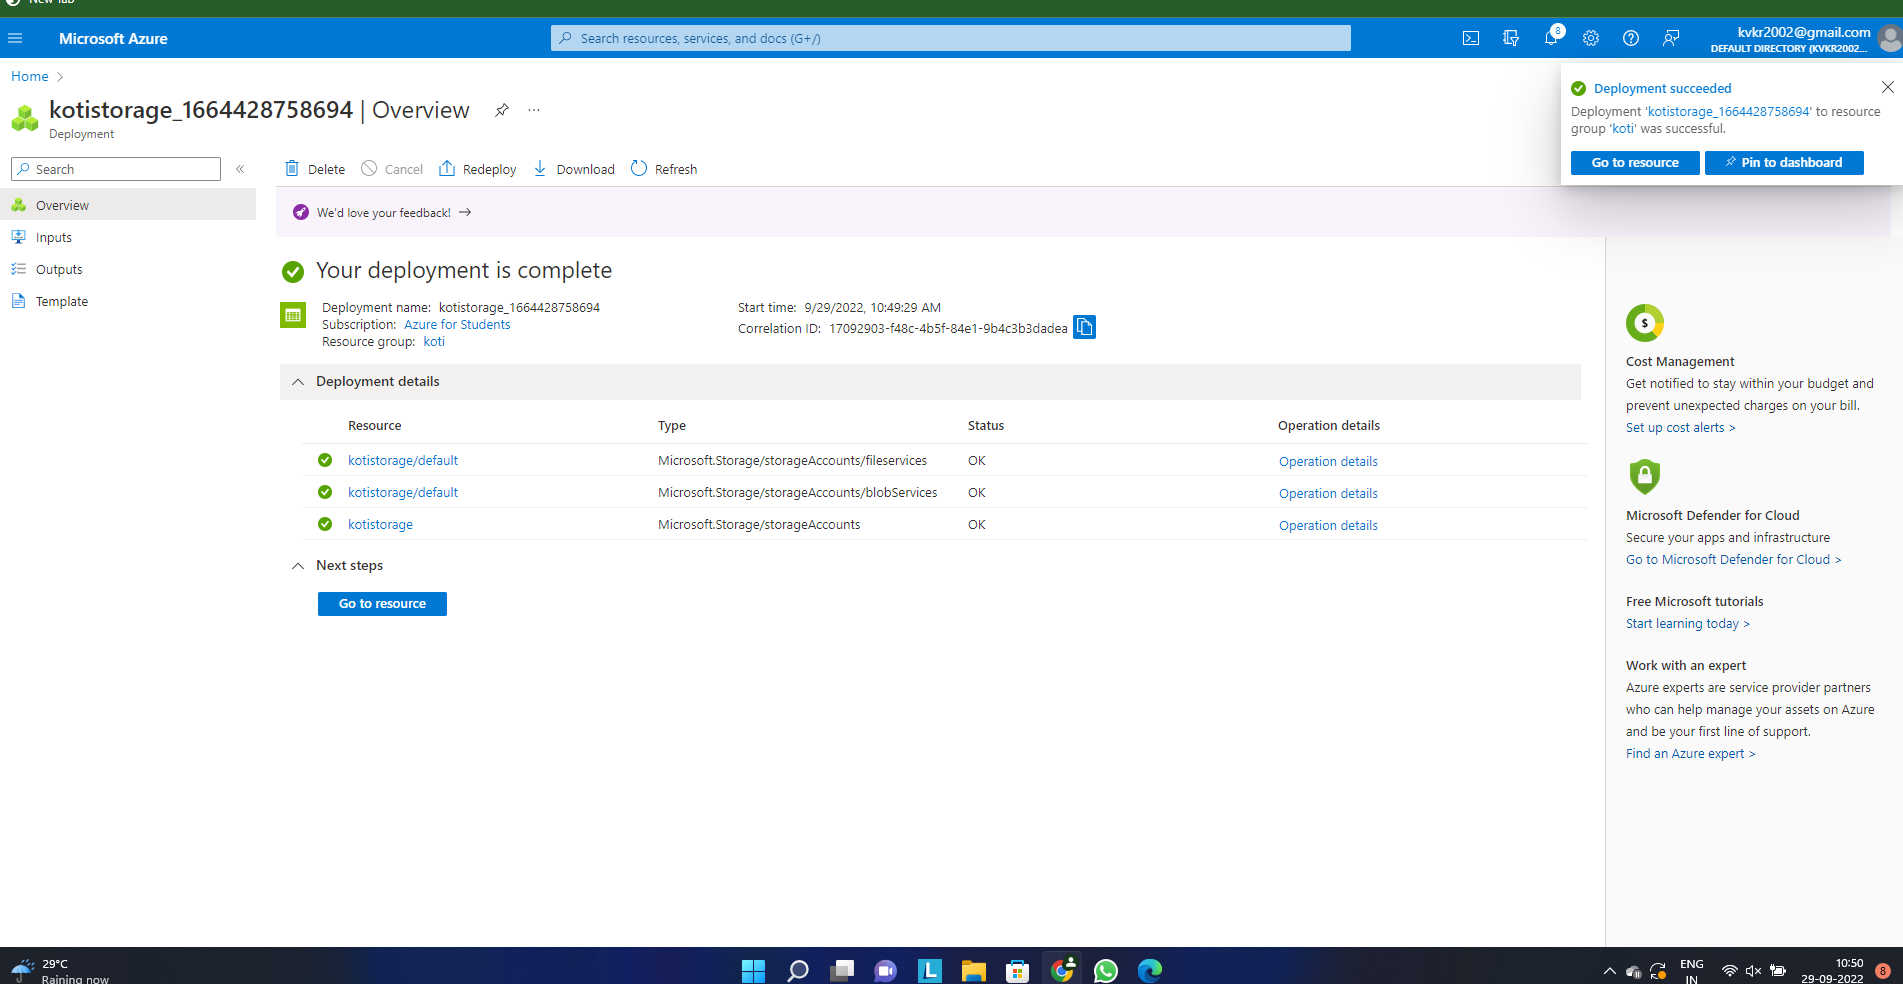 New Tab
Microsoft Azure
Search resources, services, and docs (G+/)
8
kvkr2002@gmail.com
DEFAULT DIRECTORY (KVKR2002...
Home
kotistorage_1664428758694 | Overview
...
Deployment
Deployment succeeded
Deployment 'kotistorage_1664428758694' to resource
group 'koti' was successful.
Go to resource
Pin to dashboard
Search
«
Delete
Cancel
Redeploy
Download
Refresh
Overview
Inputs
Outputs
Template
We'd love your feedback! →
Your deployment is complete
Deployment name: kotistorage_1664428758694
Subscription: Azure for Students
Resource group: koti
Start time: 9/29/2022, 10:49:29 AM
Correlation ID: 17092903-f48c-4b5f-84e1-9b4c3b3dadea
Deployment details
Resource Type Status Operation details
kotistorage/default Microsoft.Storage/storageAccounts/fileservices OK Operation details
kotistorage/default Microsoft.Storage/storageAccounts/blobServices OK Operation details
kotistorage Microsoft.Storage/storageAccounts OK Operation details
Next steps
Go to resource
$
Cost Management
Get notified to stay within your budget and
prevent unexpected charges on your bill.
Set up cost alerts >
Microsoft Defender for Cloud
Secure your apps and infrastructure
Go to Microsoft Defender for Cloud >
Free Microsoft tutorials
Start learning today >
Work with an expert
Azure experts are service provider partners
who can help manage your assets on Azure
and be your first line of support.
Find an Azure expert >
29°C
Raining now
L
ENG
IN
10:50
29-09-2022
8